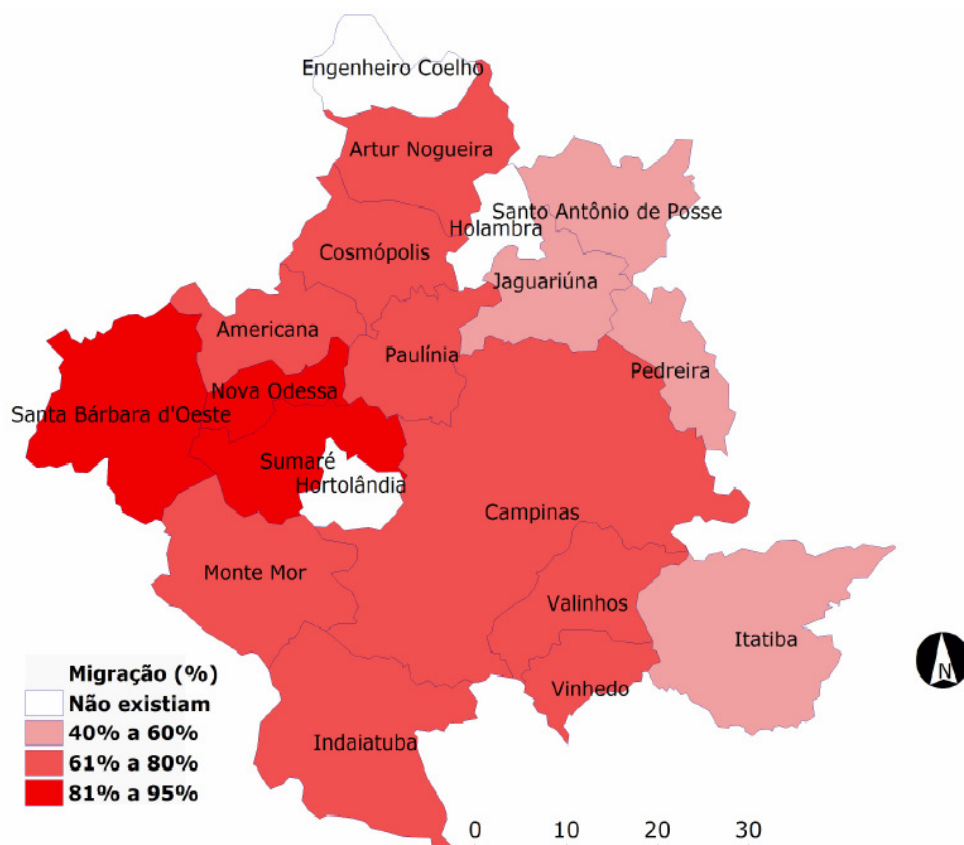 Engenheiro Coelho
Artur Nogueira
Santo Antônio de Posse
Holambra
Cosmópolis
Jaguariúna
Americana
Paulínia
Pedreira
Nova Odessa
Santa Bárbara d'Oeste
Sumaré
Hortolândia
Campinas
Monte Mor
Valinhos
Itatiba
Vinhedo
Indaiatuba
N
Migração (%)
Não existiam
40% a 60%
61% a 80%
81% a 95%
0 10 20 30